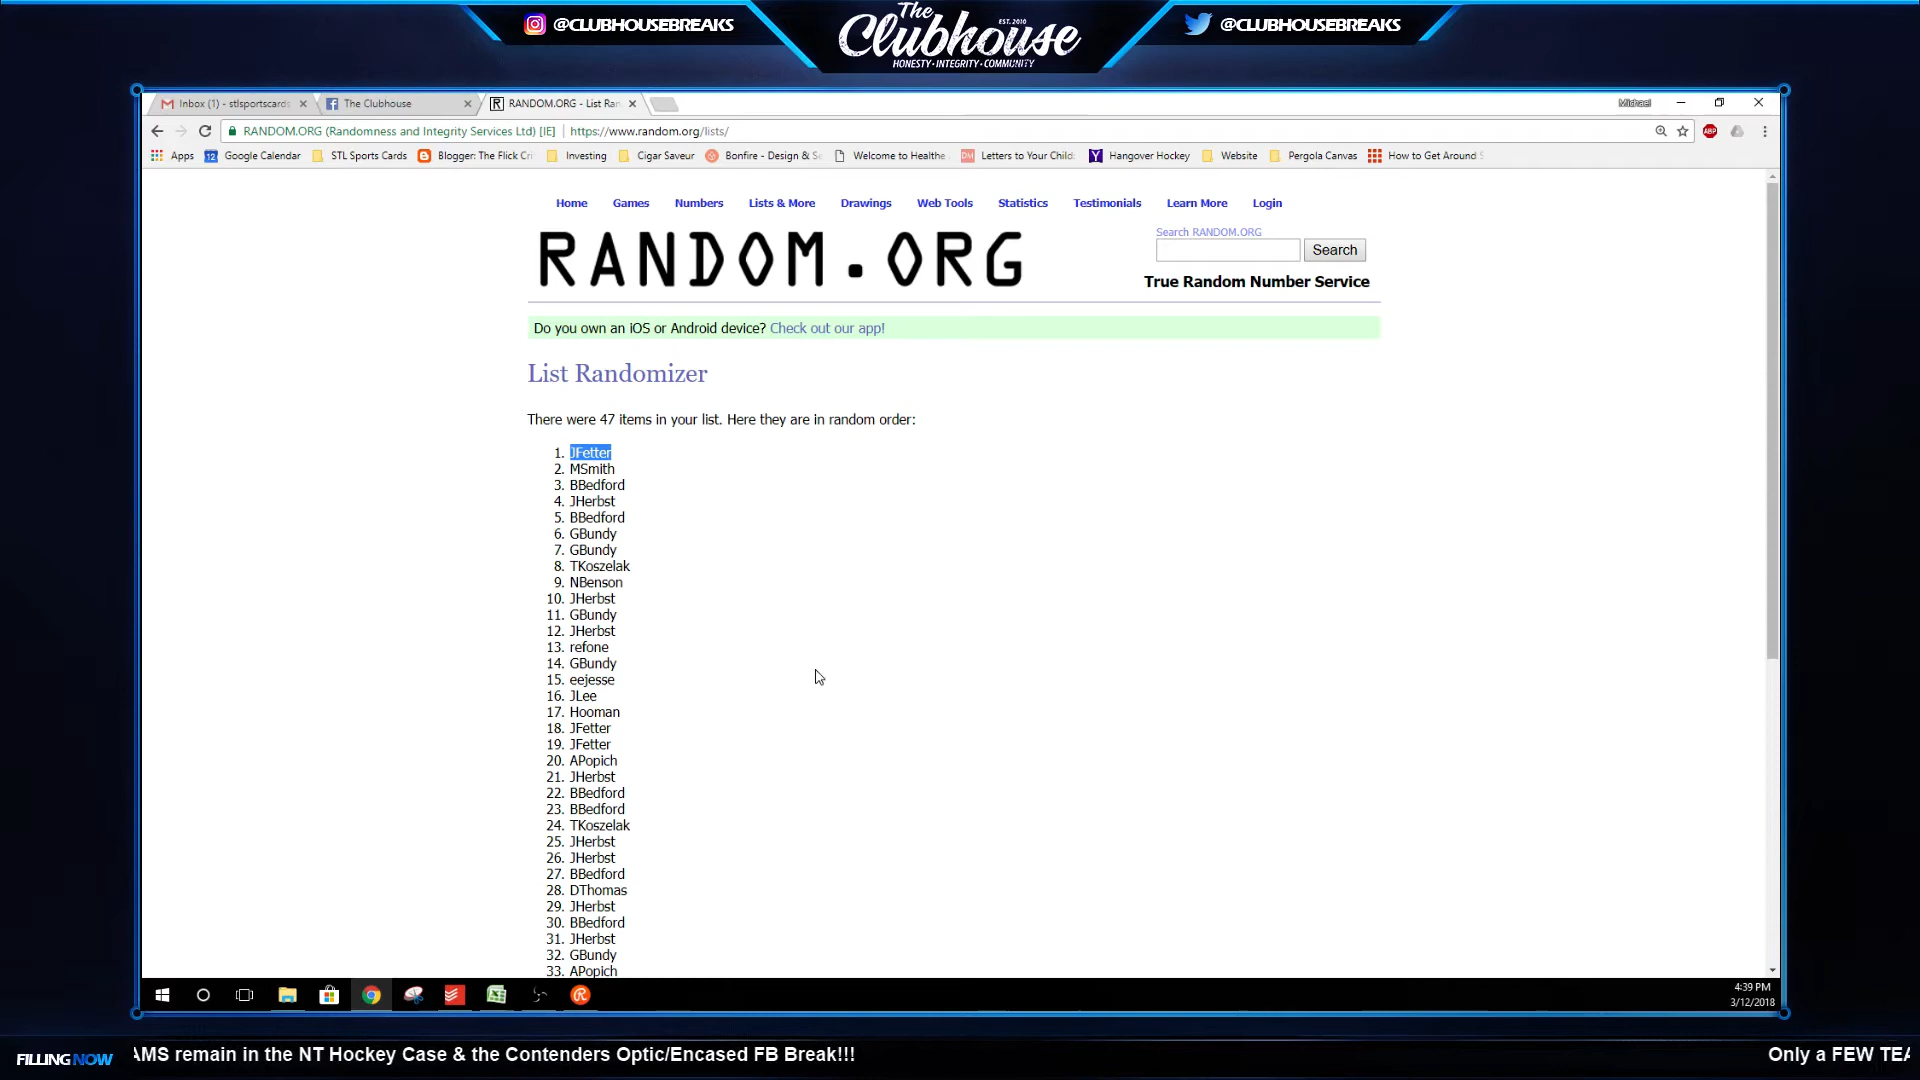 @CLUBHOUSEBREAKS
The Clubhouse
EST. 2010
HONESTY · INTEGRITY · COMMUNITY
@CLUBHOUSEBREAKS
Inbox (1) - stlsportscards
The Clubhouse
RANDOM.ORG - List Ran
Michael
RANDOM.ORG (Randomness and Integrity Services Ltd) [IE] | https://www.random.org/lists/
Apps Google Calendar STL Sports Cards Blogger: The Flick Cri Investing Cigar Saveur Bonfire - Design & Se Welcome to Healthe Letters to Your Child: Hangover Hockey Website Pergola Canvas How to Get Around S
Home Games Numbers Lists & More Drawings Web Tools Statistics Testimonials Learn More Login
RANDOM.ORG
Search RANDOM.ORG
Search
True Random Number Service
Do you own an iOS or Android device? Check out our app!
List Randomizer
There were 47 items in your list. Here they are in random order:
1. JFetter
2. MSmith
3. BBedford
4. JHerbst
5. BBedford
6. GBundy
7. GBundy
8. TKoszelak
9. NBenson
10. JHerbst
11. GBundy
12. JHerbst
13. refone
14. GBundy
15. eejesse
16. JLee
17. Hooman
18. JFetter
19. JFetter
20. APopich
21. JHerbst
22. BBedford
23. BBedford
24. TKoszelak
25. JHerbst
26. JHerbst
27. BBedford
28. DThomas
29. JHerbst
30. BBedford
31. JHerbst
32. GBundy
33. APopich
4:39 PM
3/12/2018
FILLING NOW
AMS remain in the NT Hockey Case & the Contenders Optic/Encased FB Break!!! Only a FEW TEA